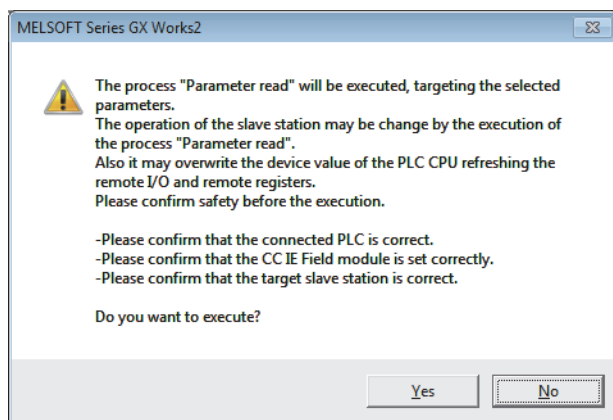 MELSOFT Series GX Works2
The process "Parameter read" will be executed, targeting the selected
parameters.
The operation of the slave station may be change by the execution of
the process "Parameter read".
Also it may overwrite the device value of the PLC CPU refreshing the
remote I/O and remote registers.
Please confirm safety before the execution.
-Please confirm that the connected PLC is correct.
-Please confirm that the CC IE Field module is set correctly.
-Please confirm that the target slave station is correct.
Do you want to execute?
Yes
No